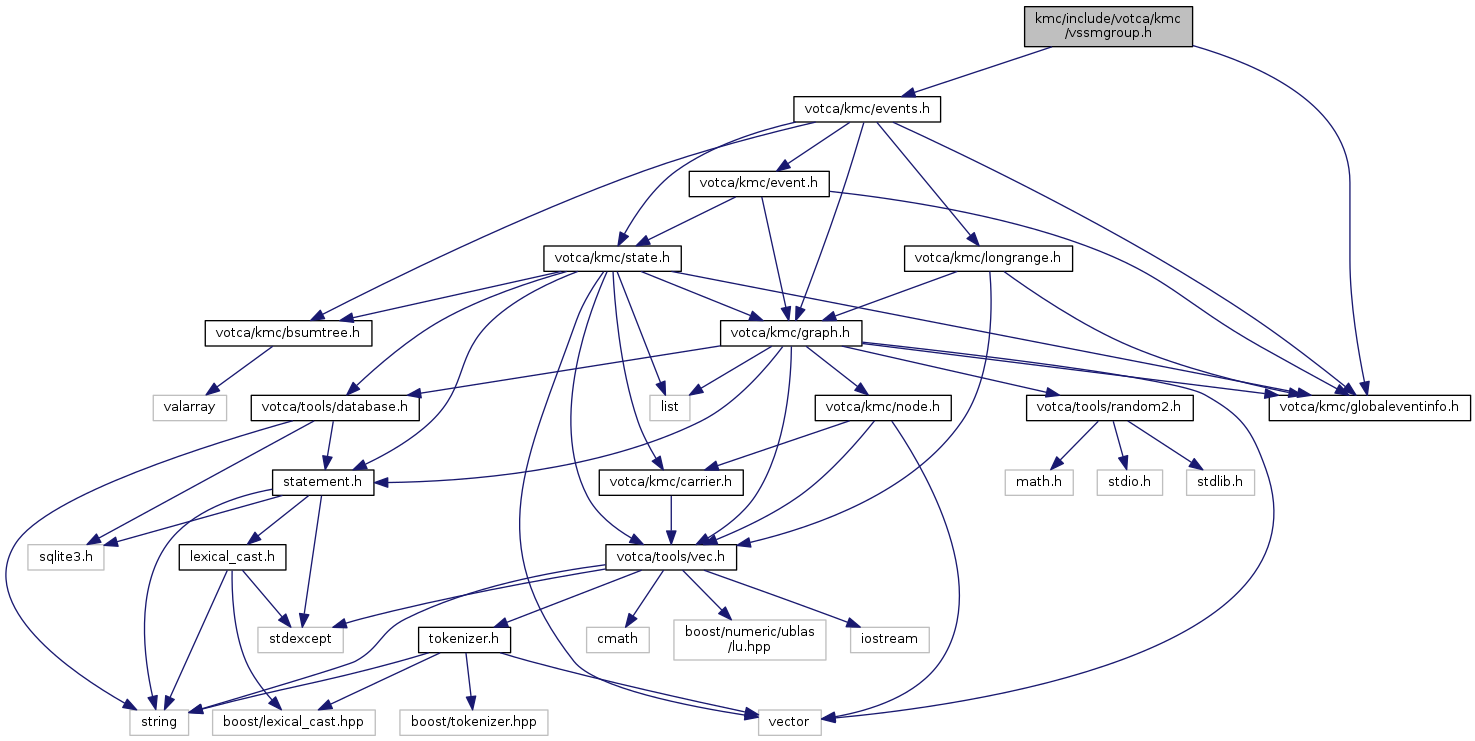 kmc/include/votca/kmc
/vssmgroup.h
votca/kmc/events.h
votca/kmc/event.h
votca/kmc/state.h
votca/kmc/longrange.h
votca/kmc/bsumtree.h
votca/kmc/graph.h
valarray
votca/tools/database.h
list
votca/kmc/node.h
votca/tools/random2.h
votca/kmc/globaleventinfo.h
statement.h
votca/kmc/carrier.h
math.h
stdio.h
stdlib.h
sqlite3.h
lexical_cast.h
votca/tools/vec.h
stdexcept
tokenizer.h
cmath
boost/numeric/ublas
/lu.hpp
iostream
string
boost/lexical_cast.hpp
boost/tokenizer.hpp
vector